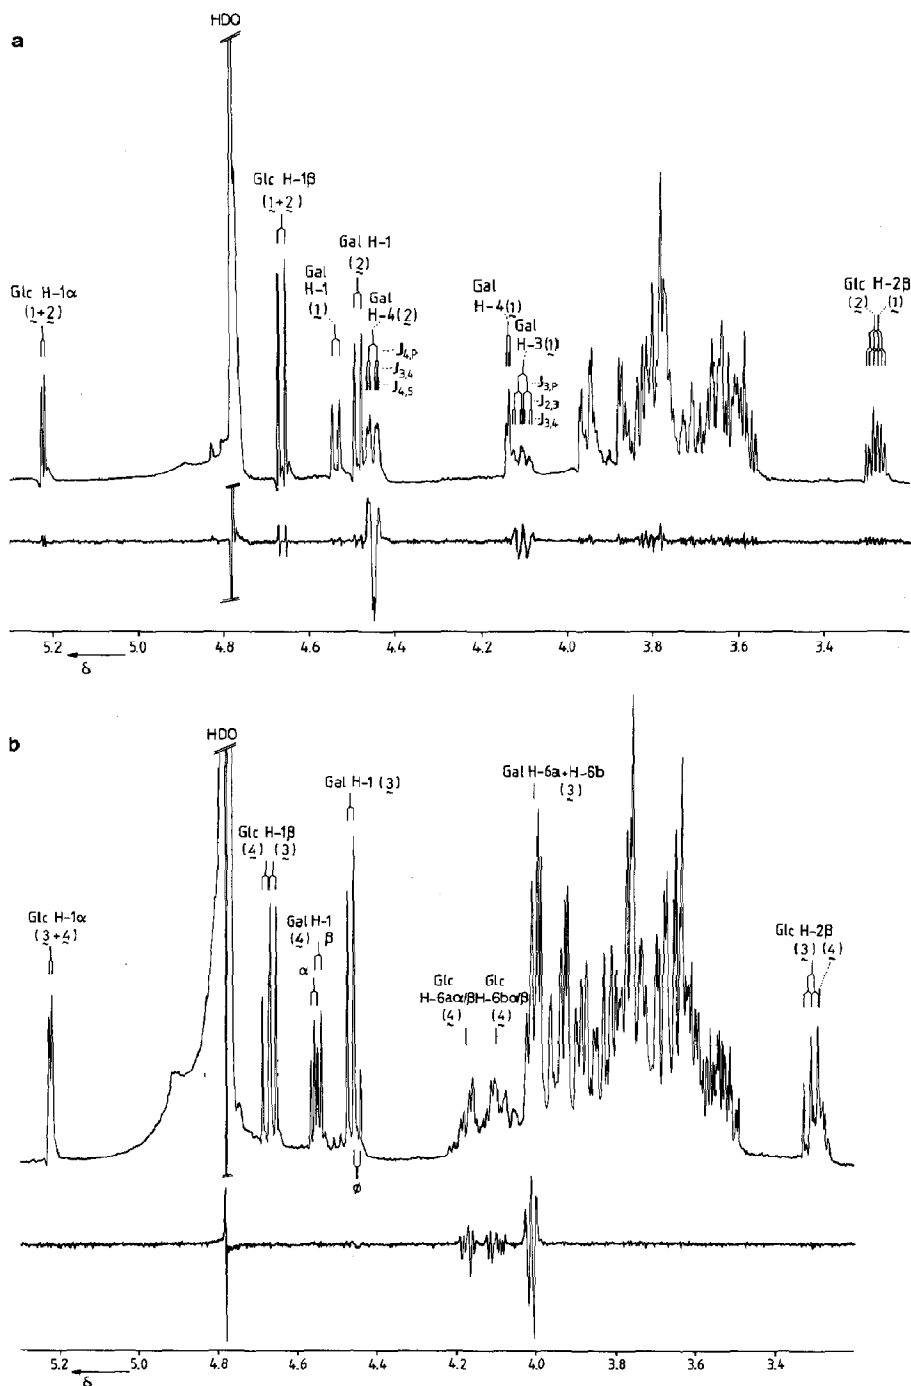 a
HDO
Glc H-1β
(1+2)
Gal H-1
(2)
Gal
H-1
(1)
Gal
H-4(2)
J4,P
J3,4
J4,5
Glc H-1α
(1+2)
Gal
H-4(1)
Gal
H-3(1)
J3,P
J2,3
J3,4
Glc H-2β
(2) (1)
5.2 5.0 4.8 4.6 4.4 4.2 4.0 3.8 3.6 3.4
δ
b
HDO
Gal H-1 (3)
Gal H-6a+H-6b
(3)
Glc H-1β
(4) (3)
Gal H-1
(4) β
α
Glc H-1α
(3+4)
Glc Glc
H-6aα/β H-6bα/β
(4) (4)
Glc H-2β
(3) (4)
ø
5.2 5.0 4.8 4.6 4.4 4.2 4.0 3.8 3.6 3.4
δ